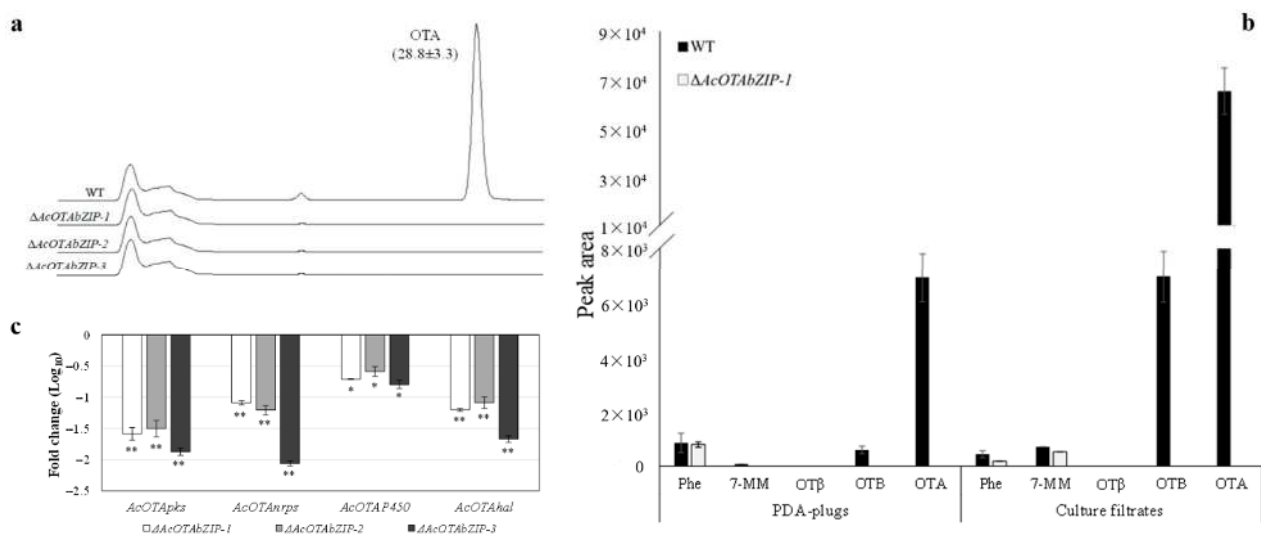 a
OTA
(28.8±3.3)
WT
ΔAcOTAbZIP-1
ΔAcOTAbZIP-2
ΔAcOTAbZIP-3
b
WT
ΔAcOTAbZIP-1
Peak area
9×10⁴
7×10⁴
5×10⁴
3×10⁴
1×10⁴
8×10³
6×10³
4×10³
2×10³
0
Phe 7-MM OTβ OTB OTA Phe 7-MM OTβ OTB OTA
PDA-plugs Culture filtrates
c
Fold change (Log₁₀)
0
−0.5
−1
−1.5
−2
−2.5
** ** ** ** ** ** * * * ** ** **
AcOTApks AcOTAnrps AcOTAP450 AcOTAhal
ΔAcOTAbZIP-1 ΔAcOTAbZIP-2 ΔAcOTAbZIP-3